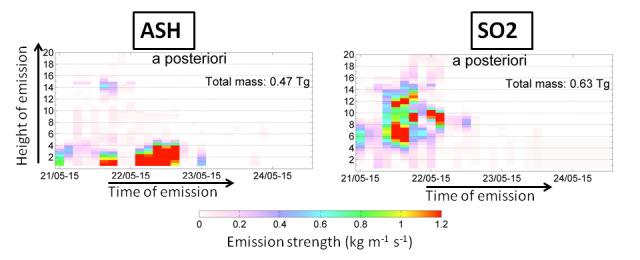 ASH
SO2
a posteriori
a posteriori
Total mass: 0.47 Tg
Total mass: 0.63 Tg
Height of emission
20
18
16
14
12
10
8
6
4
2
20
18
16
14
12
10
8
6
4
2
21/05-15 22/05-15 23/05-15 24/05-15
21/05-15 22/05-15 23/05-15 24/05-15
Time of emission
Time of emission
0 0.2 0.4 0.6 0.8 1 1.2
Emission strength (kg m⁻¹ s⁻¹)